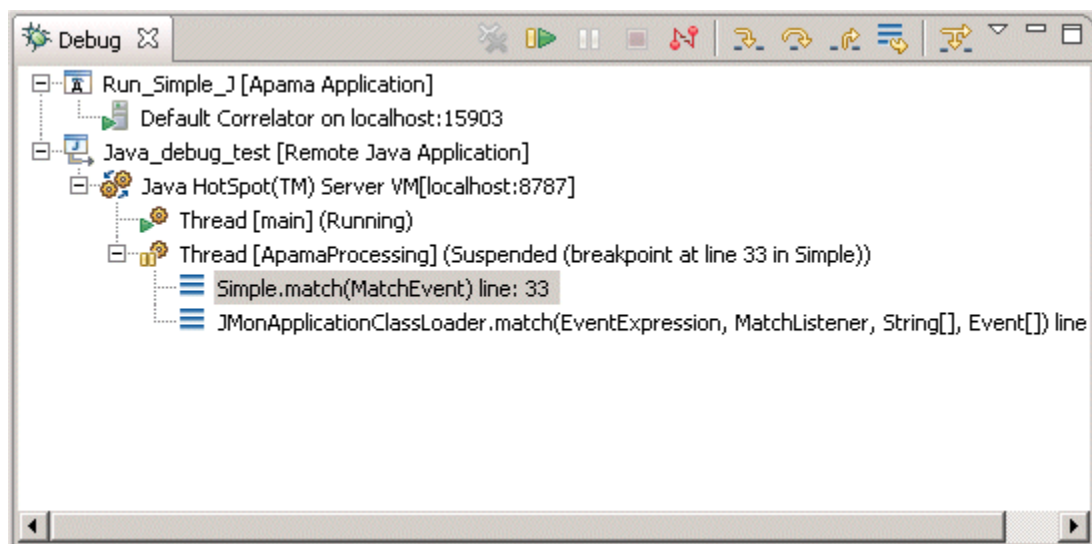 Debug
Run_Simple_J [Apama Application]
Default Correlator on localhost:15903
Java_debug_test [Remote Java Application]
Java HotSpot(TM) Server VM[localhost:8787]
Thread [main] (Running)
Thread [ApamaProcessing] (Suspended (breakpoint at line 33 in Simple))
Simple.match(MatchEvent) line: 33
JMonApplicationClassLoader.match(EventExpression, MatchListener, String[], Event[]) line